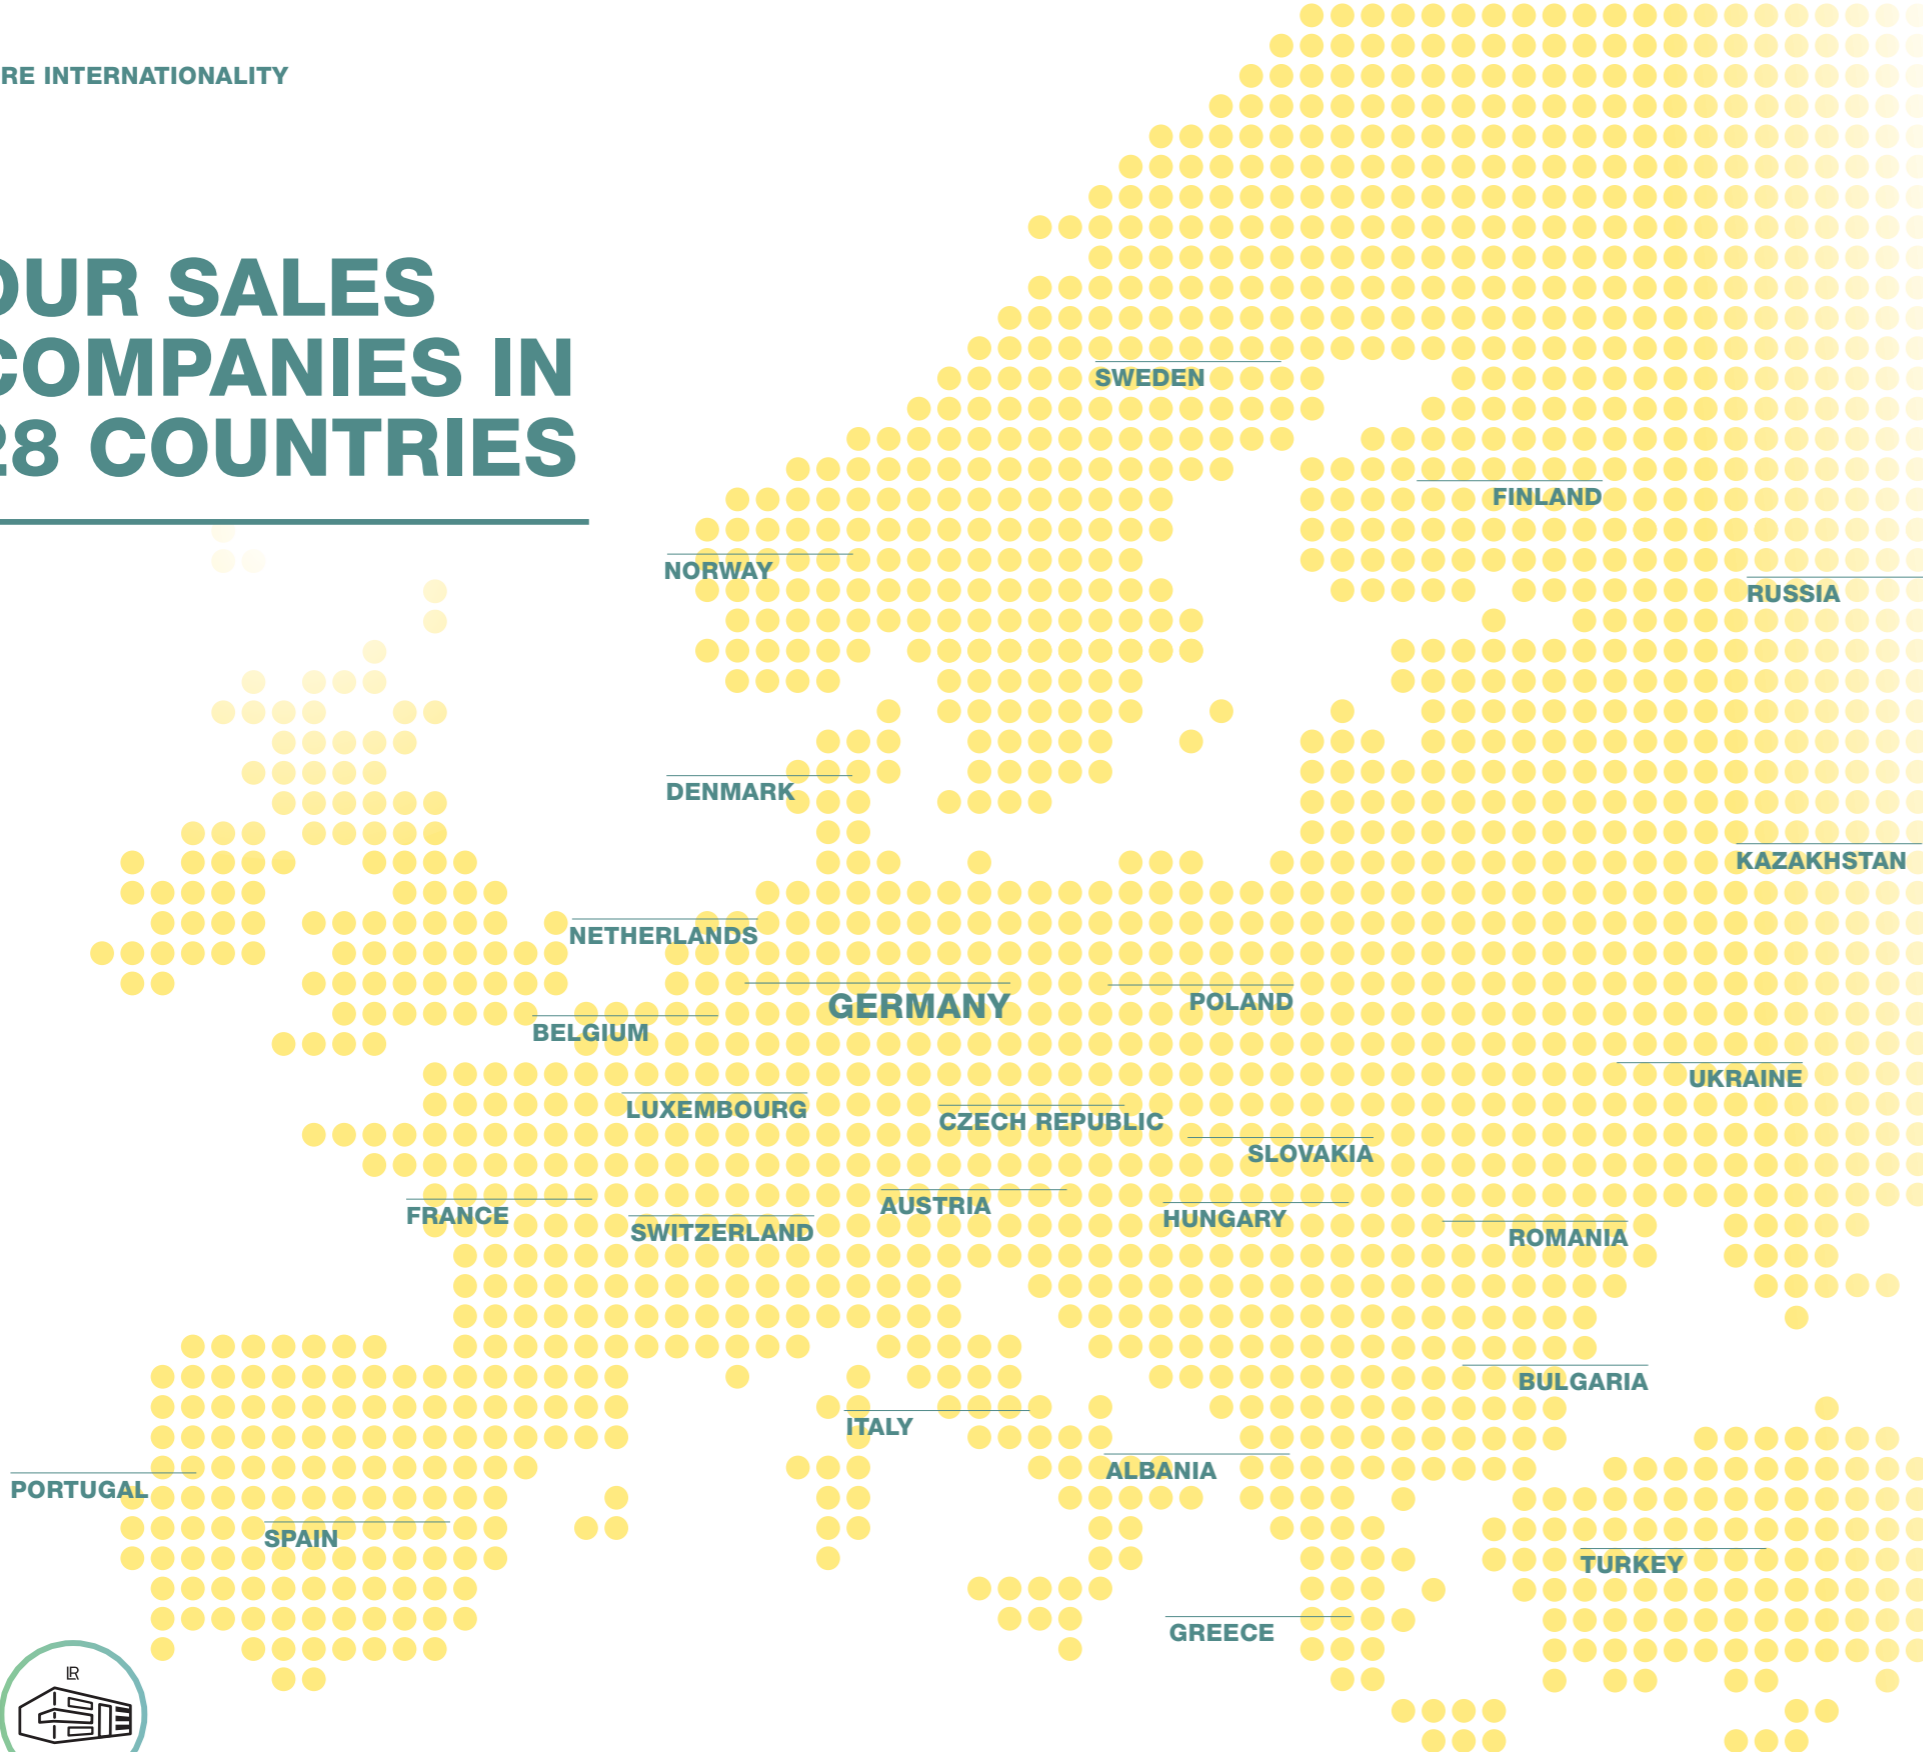 RE INTERNATIONALITY
OUR SALES
COMPANIES IN
28 COUNTRIES
SWEDEN
FINLAND
NORWAY
RUSSIA
DENMARK
KAZAKHSTAN
NETHERLANDS
GERMANY
POLAND
BELGIUM
UKRAINE
LUXEMBOURG
CZECH REPUBLIC
SLOVAKIA
AUSTRIA
FRANCE
HUNGARY
SWITZERLAND
ROMANIA
BULGARIA
ITALY
ALBANIA
PORTUGAL
SPAIN
TURKEY
GREECE
LR